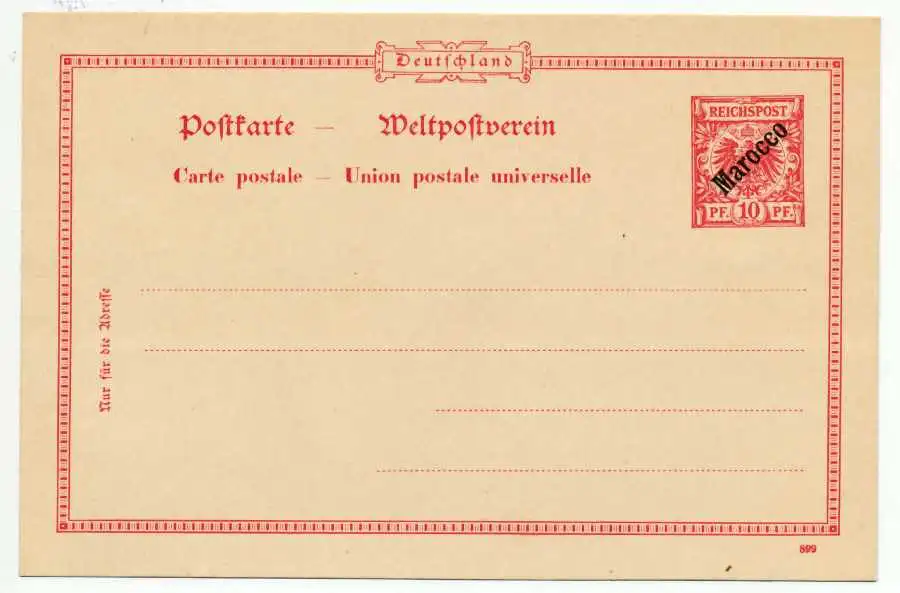 Deutschland
Postkarte — Weltpostverein
Carte postale — Union postale universelle
REICHSPOST
Marocco
PF. 10 PF.
Nur für die Adresse
899